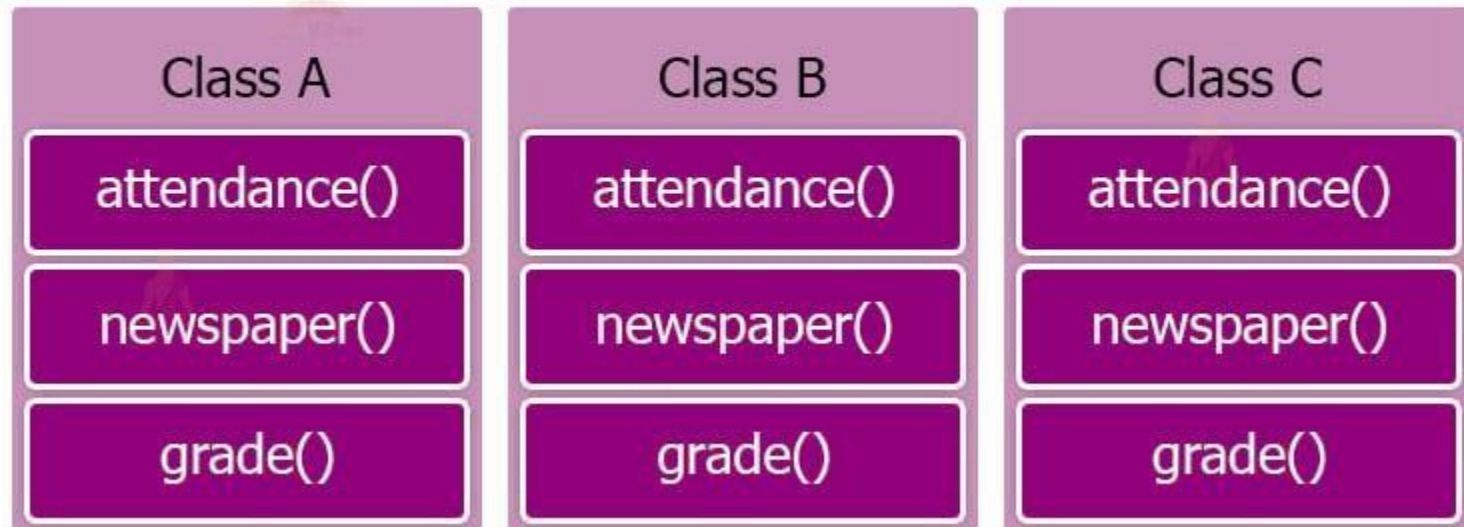 Class A
attendance()
newspaper()
grade()
Class B
attendance()
newspaper()
grade()
Class C
attendance()
newspaper()
grade()